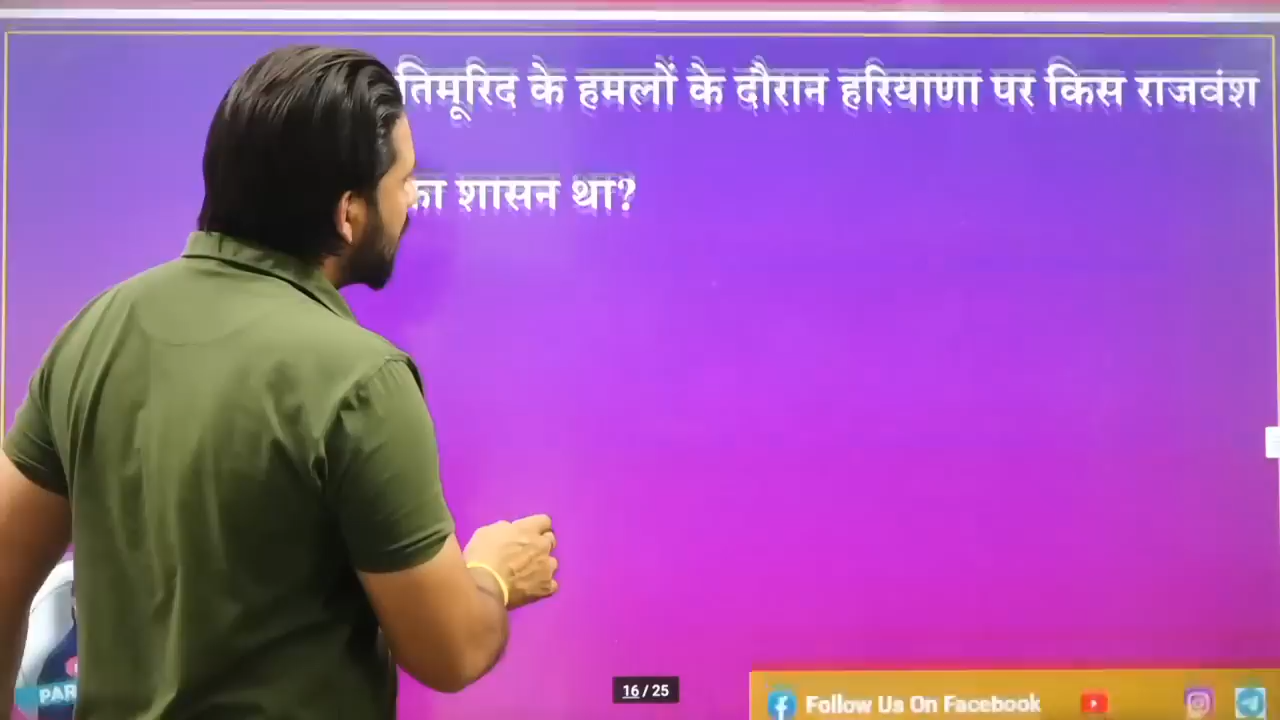 तिमूरिद के हमलों के दौरान हरियाणा पर किस राजवंश
का शासन था?
PAR
16 / 25
Follow Us On Facebook